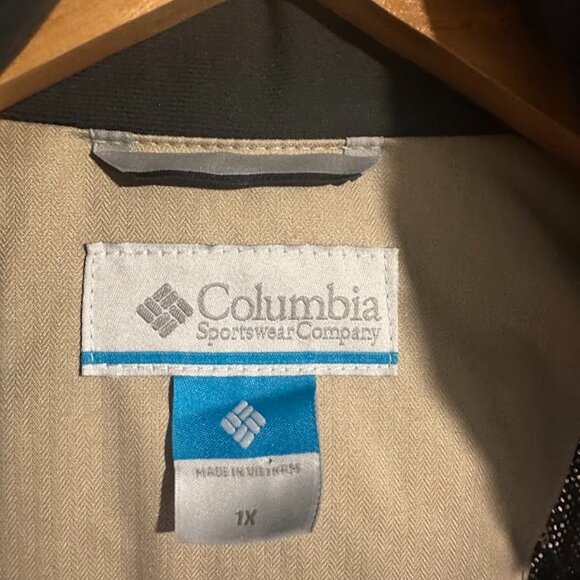 Columbia
Sportswear Company
MADE IN VIETNAM
1X